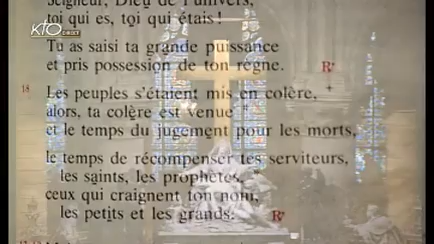 KTO
DIRECT
Seigneur, Dieu de l'univers,
toi qui es, toi qui étais !
Tu as saisi ta grande puissance
et pris possession de ton règne. R
18
Les peuples s'étaient mis en colère, +
alors, ta colère est venue *
et le temps du jugement pour les morts,
le temps de récompenser tes serviteurs,
les saints, les prophètes,
ceux qui craignent ton nom,
les petits et les grands. R